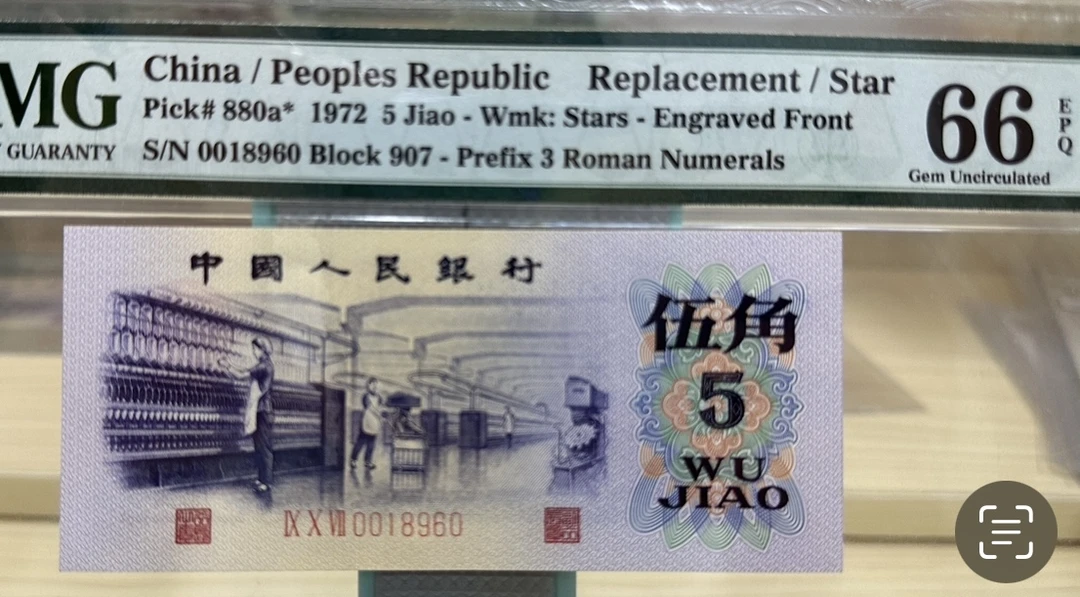 MG
GUARANTY
China / Peoples Republic Replacement / Star
Pick# 880a* 1972 5 Jiao - Wmk: Stars - Engraved Front
S/N 0018960 Block 907 - Prefix 3 Roman Numerals
66
EPQ
Gem Uncirculated
中國人民銀行
伍角
5
WU
JIAO
ⅨⅩⅦ0018960